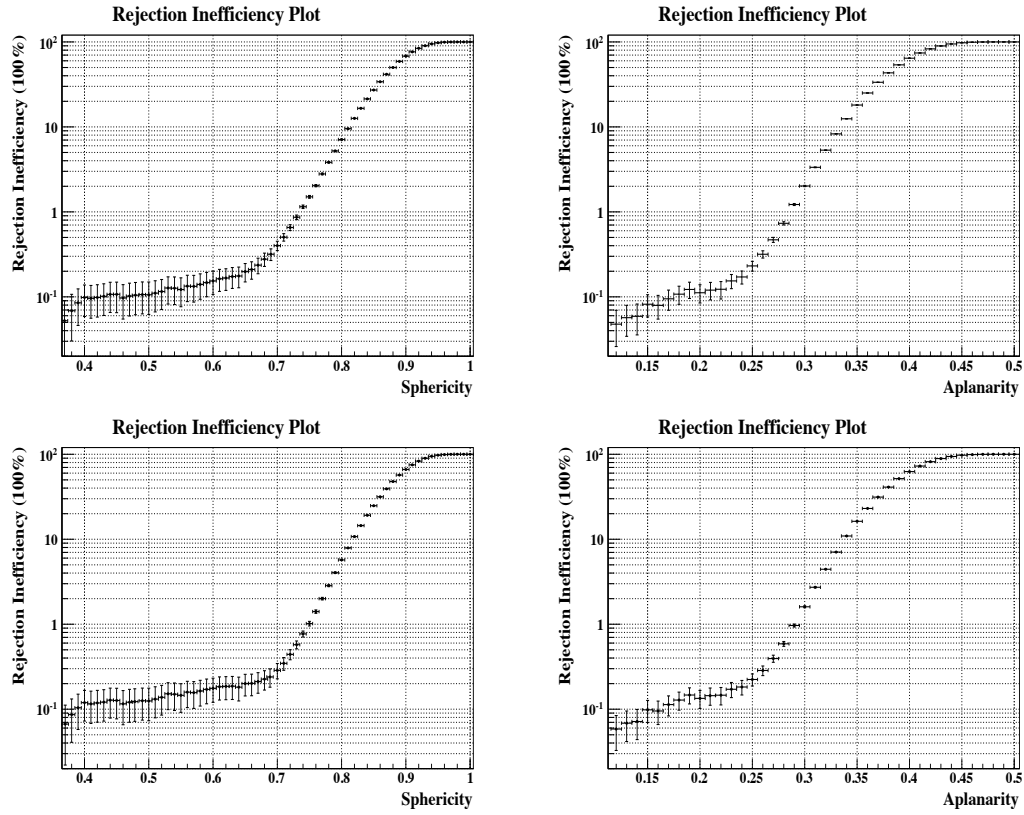 Rejection Inefficiency Plot
Rejection Inefficiency (100%)
10²
10
1
10⁻¹
0.4 0.5 0.6 0.7 0.8 0.9 1
Sphericity
Rejection Inefficiency Plot
Rejection Inefficiency (100%)
10²
10
1
10⁻¹
0.15 0.2 0.25 0.3 0.35 0.4 0.45 0.5
Aplanarity
Rejection Inefficiency Plot
Rejection Inefficiency (100%)
10²
10
1
10⁻¹
0.4 0.5 0.6 0.7 0.8 0.9 1
Sphericity
Rejection Inefficiency Plot
Rejection Inefficiency (100%)
10²
10
1
10⁻¹
0.15 0.2 0.25 0.3 0.35 0.4 0.45 0.5
Aplanarity